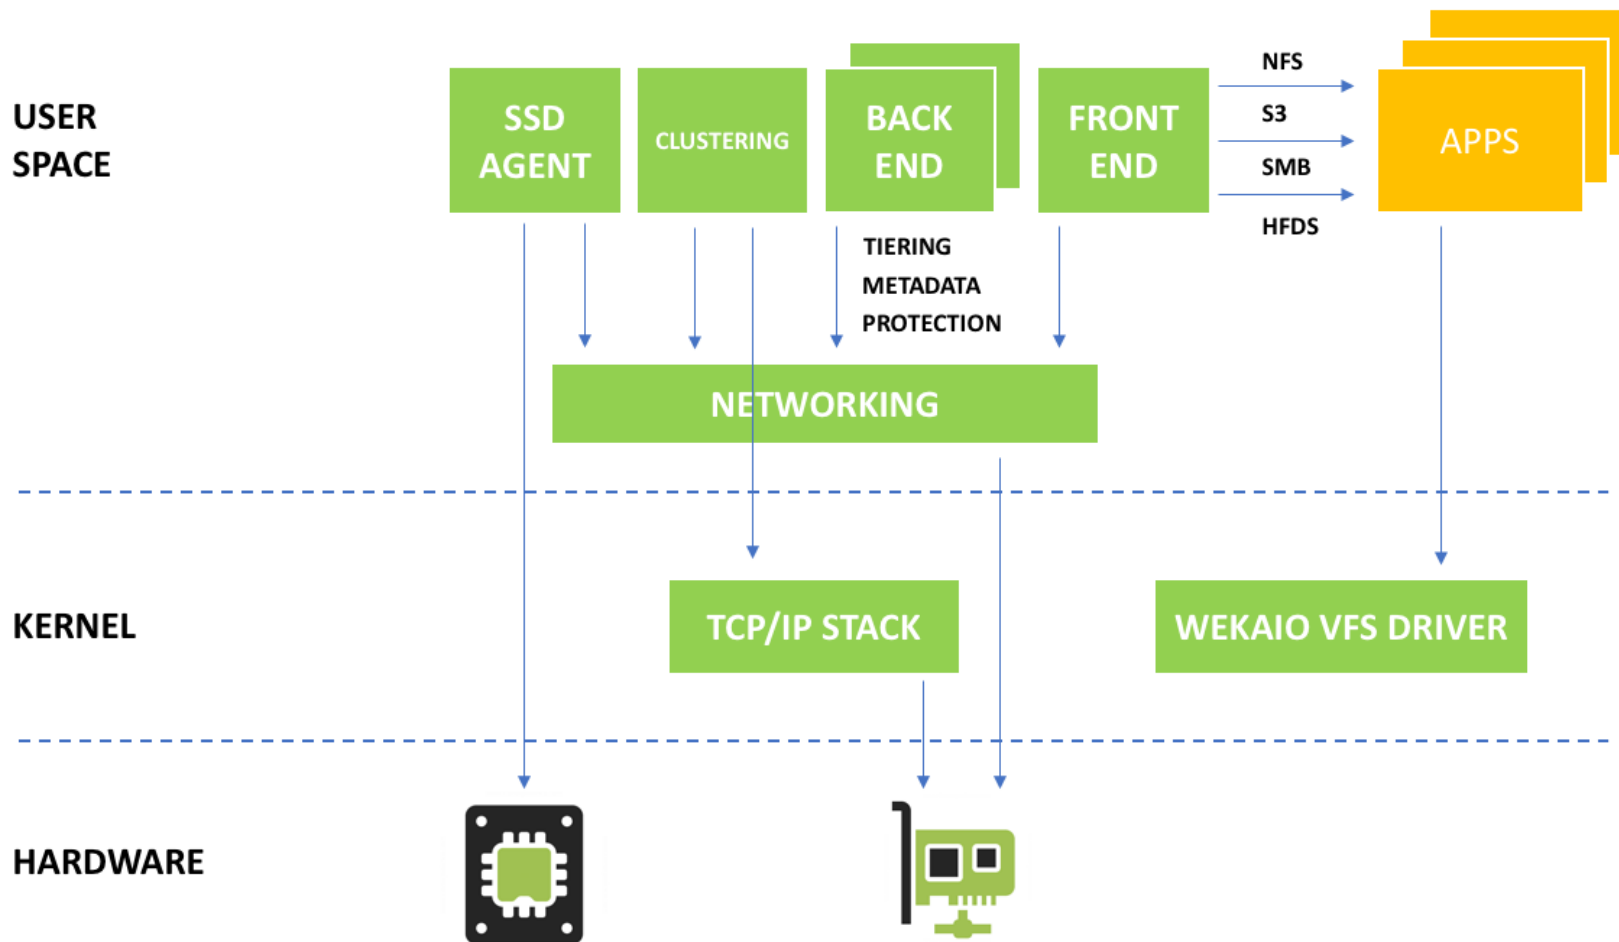 USER
SPACE
SSD
AGENT
CLUSTERING
BACK
END
FRONT
END
NFS
S3
SMB
HFDS
APPS
TIERING
METADATA
PROTECTION
NETWORKING
KERNEL
TCP/IP STACK
WEKAIO VFS DRIVER
HARDWARE